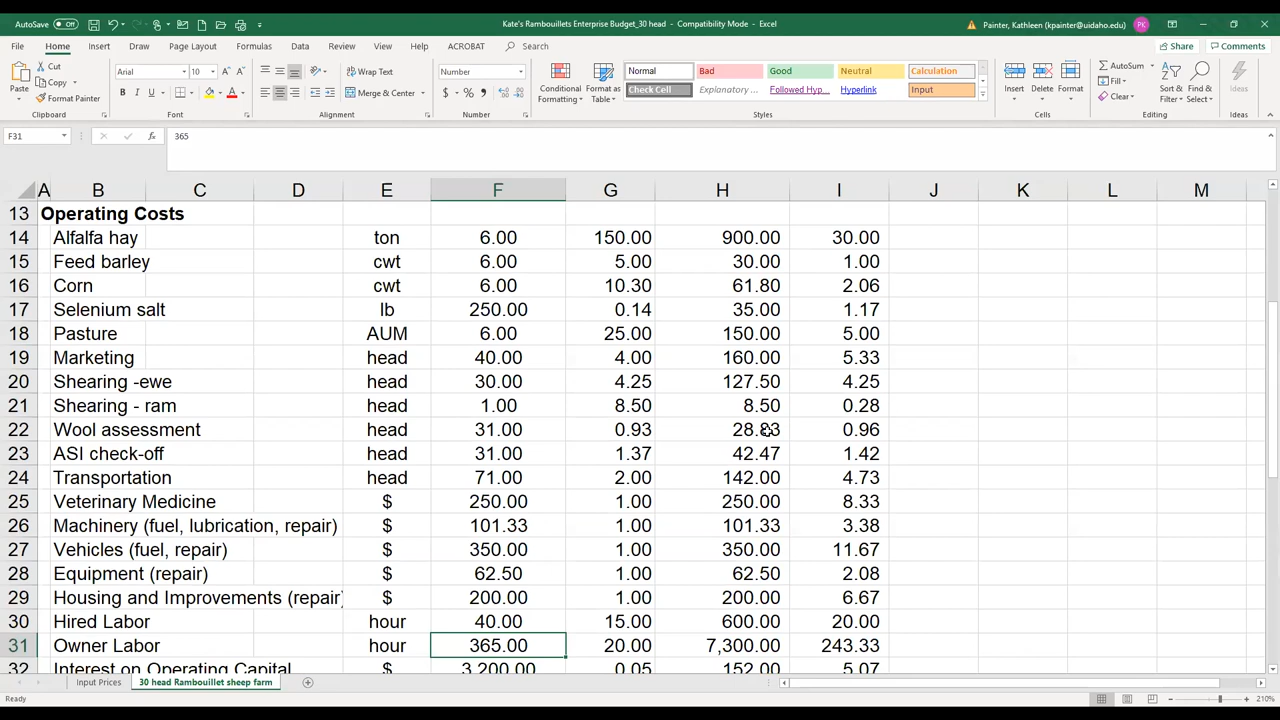 AutoSave Off Kate's Rambouillets Enterprise Budget_30 head - Compatibility Mode - Excel Painter, Kathleen (kpainter@uidaho.edu) PK
File Home Insert Draw Page Layout Formulas Data Review View Help ACROBAT Search Share Comments
Paste Cut Copy Format Painter Clipboard
Arial 10 B I U A Font
Wrap Text Merge & Center Alignment
Number $ % , Number
Conditional Formatting Format as Table Normal Bad Good Neutral Calculation
Check Cell Explanatory ... Followed Hyp... Hyperlink Input Styles
Insert Delete Format Cells
AutoSum Fill Clear Sort & Filter Find & Select Editing
Ideas Ideas
F31 fx 365
A B C D E F G H I J K L M
13 Operating Costs
14 Alfalfa hay ton 6.00 150.00 900.00 30.00
15 Feed barley cwt 6.00 5.00 30.00 1.00
16 Corn cwt 6.00 10.30 61.80 2.06
17 Selenium salt lb 250.00 0.14 35.00 1.17
18 Pasture AUM 6.00 25.00 150.00 5.00
19 Marketing head 40.00 4.00 160.00 5.33
20 Shearing -ewe head 30.00 4.25 127.50 4.25
21 Shearing - ram head 1.00 8.50 8.50 0.28
22 Wool assessment head 31.00 0.93 28.83 0.96
23 ASI check-off head 31.00 1.37 42.47 1.42
24 Transportation head 71.00 2.00 142.00 4.73
25 Veterinary Medicine $ 250.00 1.00 250.00 8.33
26 Machinery (fuel, lubrication, repair) $ 101.33 1.00 101.33 3.38
27 Vehicles (fuel, repair) $ 350.00 1.00 350.00 11.67
28 Equipment (repair) $ 62.50 1.00 62.50 2.08
29 Housing and Improvements (repair) $ 200.00 1.00 200.00 6.67
30 Hired Labor hour 40.00 15.00 600.00 20.00
31 Owner Labor hour 365.00 20.00 7,300.00 243.33
32 Interest on Operating Capital $ 3,200.00 0.05 152.00 5.07
Input Prices 30 head Rambouillet sheep farm
Ready 210%